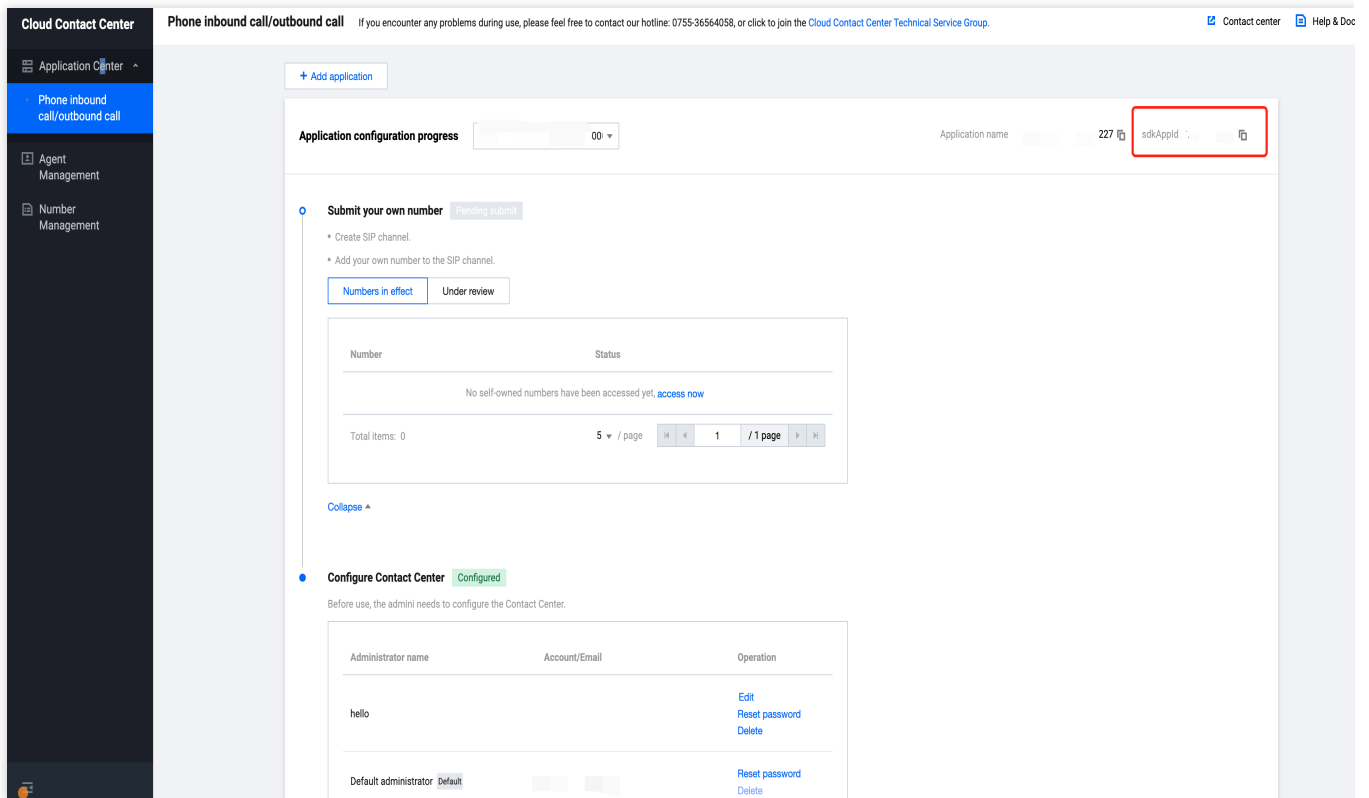 Cloud Contact Center
Phone inbound call/outbound call If you encounter any problems during use, please feel free to contact our hotline: 0755-36564058, or click to join the Cloud Contact Center Technical Service Group.
Contact center
Help & Doc
Application Center
Phone inbound
call/outbound call
Agent
Management
Number
Management
+ Add application
Application configuration progress
00
Application name
227
sdkAppId
Submit your own number Pending submit
• Create SIP channel.
• Add your own number to the SIP channel.
Numbers in effect Under review
Number Status
No self-owned numbers have been accessed yet, access now
Total items: 0 5 / page 1 / 1 page
Collapse
Configure Contact Center Configured
Before use, the admini needs to configure the Contact Center.
Administrator name Account/Email Operation
Edit
hello Reset password
Delete
Reset password
Default administrator Default
Delete